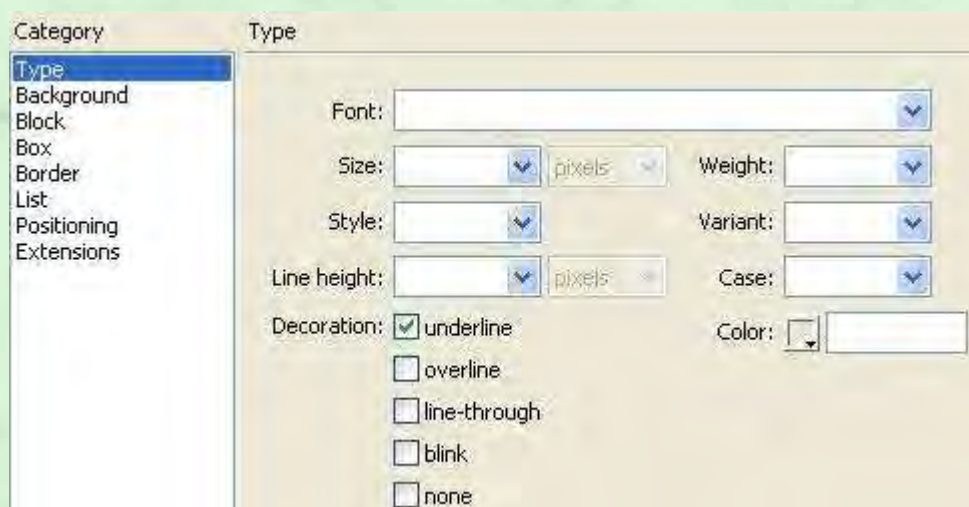 Category
Type
Type
Background
Block
Box
Border
List
Positioning
Extensions
Font:
Size: pixels Weight:
Style: Variant:
Line height: pixels Case:
Decoration: underline Color:
overline
line-through
blink
none